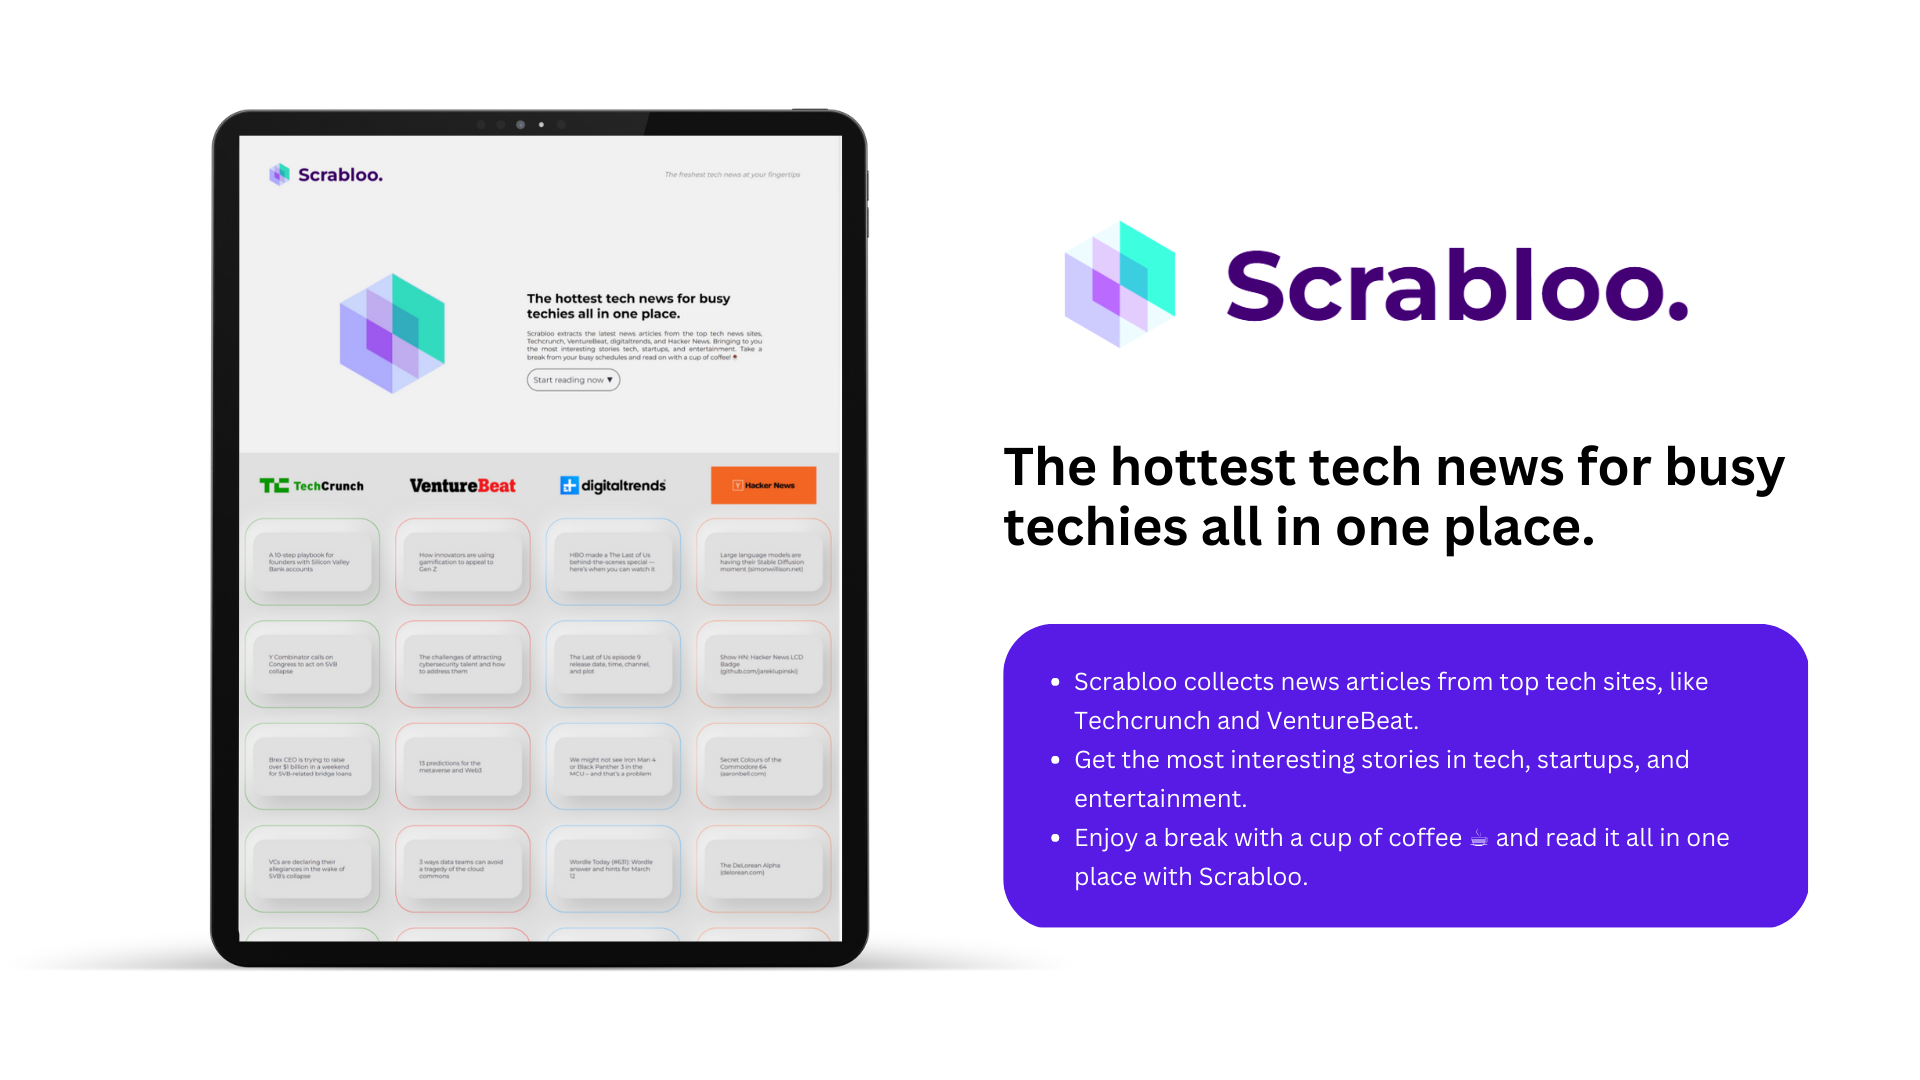 Scrabloo.
The freshest tech news at your fingertips
The hottest tech news for busy
techies all in one place.
Scrabloo extracts the latest news articles from the top tech news sites,
Techcrunch, VentureBeat, digitaltrends, and Hacker News. Bringing to you
the most interesting stories tech, startups, and entertainment. Take a
break from your busy schedules and read on with a cup of coffee!
Start reading now ▼
TechCrunch
VentureBeat
digitaltrends
Y Hacker News
A 10-step playbook for
founders with Silicon Valley
Bank accounts
How innovators are using
gamification to appeal to
Gen Z
HBO made a The Last of Us
behind-the-scenes special —
here's when you can watch it
Large language models are
having their Stable Diffusion
moment (simonwillison.net)
Y Combinator calls on
Congress to act on SVB
collapse
The challenges of attracting
cybersecurity talent and how
to address them
The Last of Us episode 9
release date, time, channel,
and plot
Show HN: Hacker News LCD
Badge
(github.com/jareklupinski)
Brex CEO is trying to raise
over $1 billion in a weekend
for SVB-related bridge loans
13 predictions for the
metaverse and Web3
We might not see Iron Man 4
or Black Panther 3 in the
MCU – and that's a problem
Secret Colours of the
Commodore 64
(aaronbell.com)
VCs are declaring their
allegiances in the wake of
SVB's collapse
3 ways data teams can avoid
a tragedy of the cloud
commons
Wordle Today (#631): Wordle
answer and hints for March
12
The DeLorean Alpha
(delorean.com)
Scrabloo.
The hottest tech news for busy
techies all in one place.
• Scrabloo collects news articles from top tech sites, like
Techcrunch and VentureBeat.
• Get the most interesting stories in tech, startups, and
entertainment.
• Enjoy a break with a cup of coffee ☕ and read it all in one
place with Scrabloo.